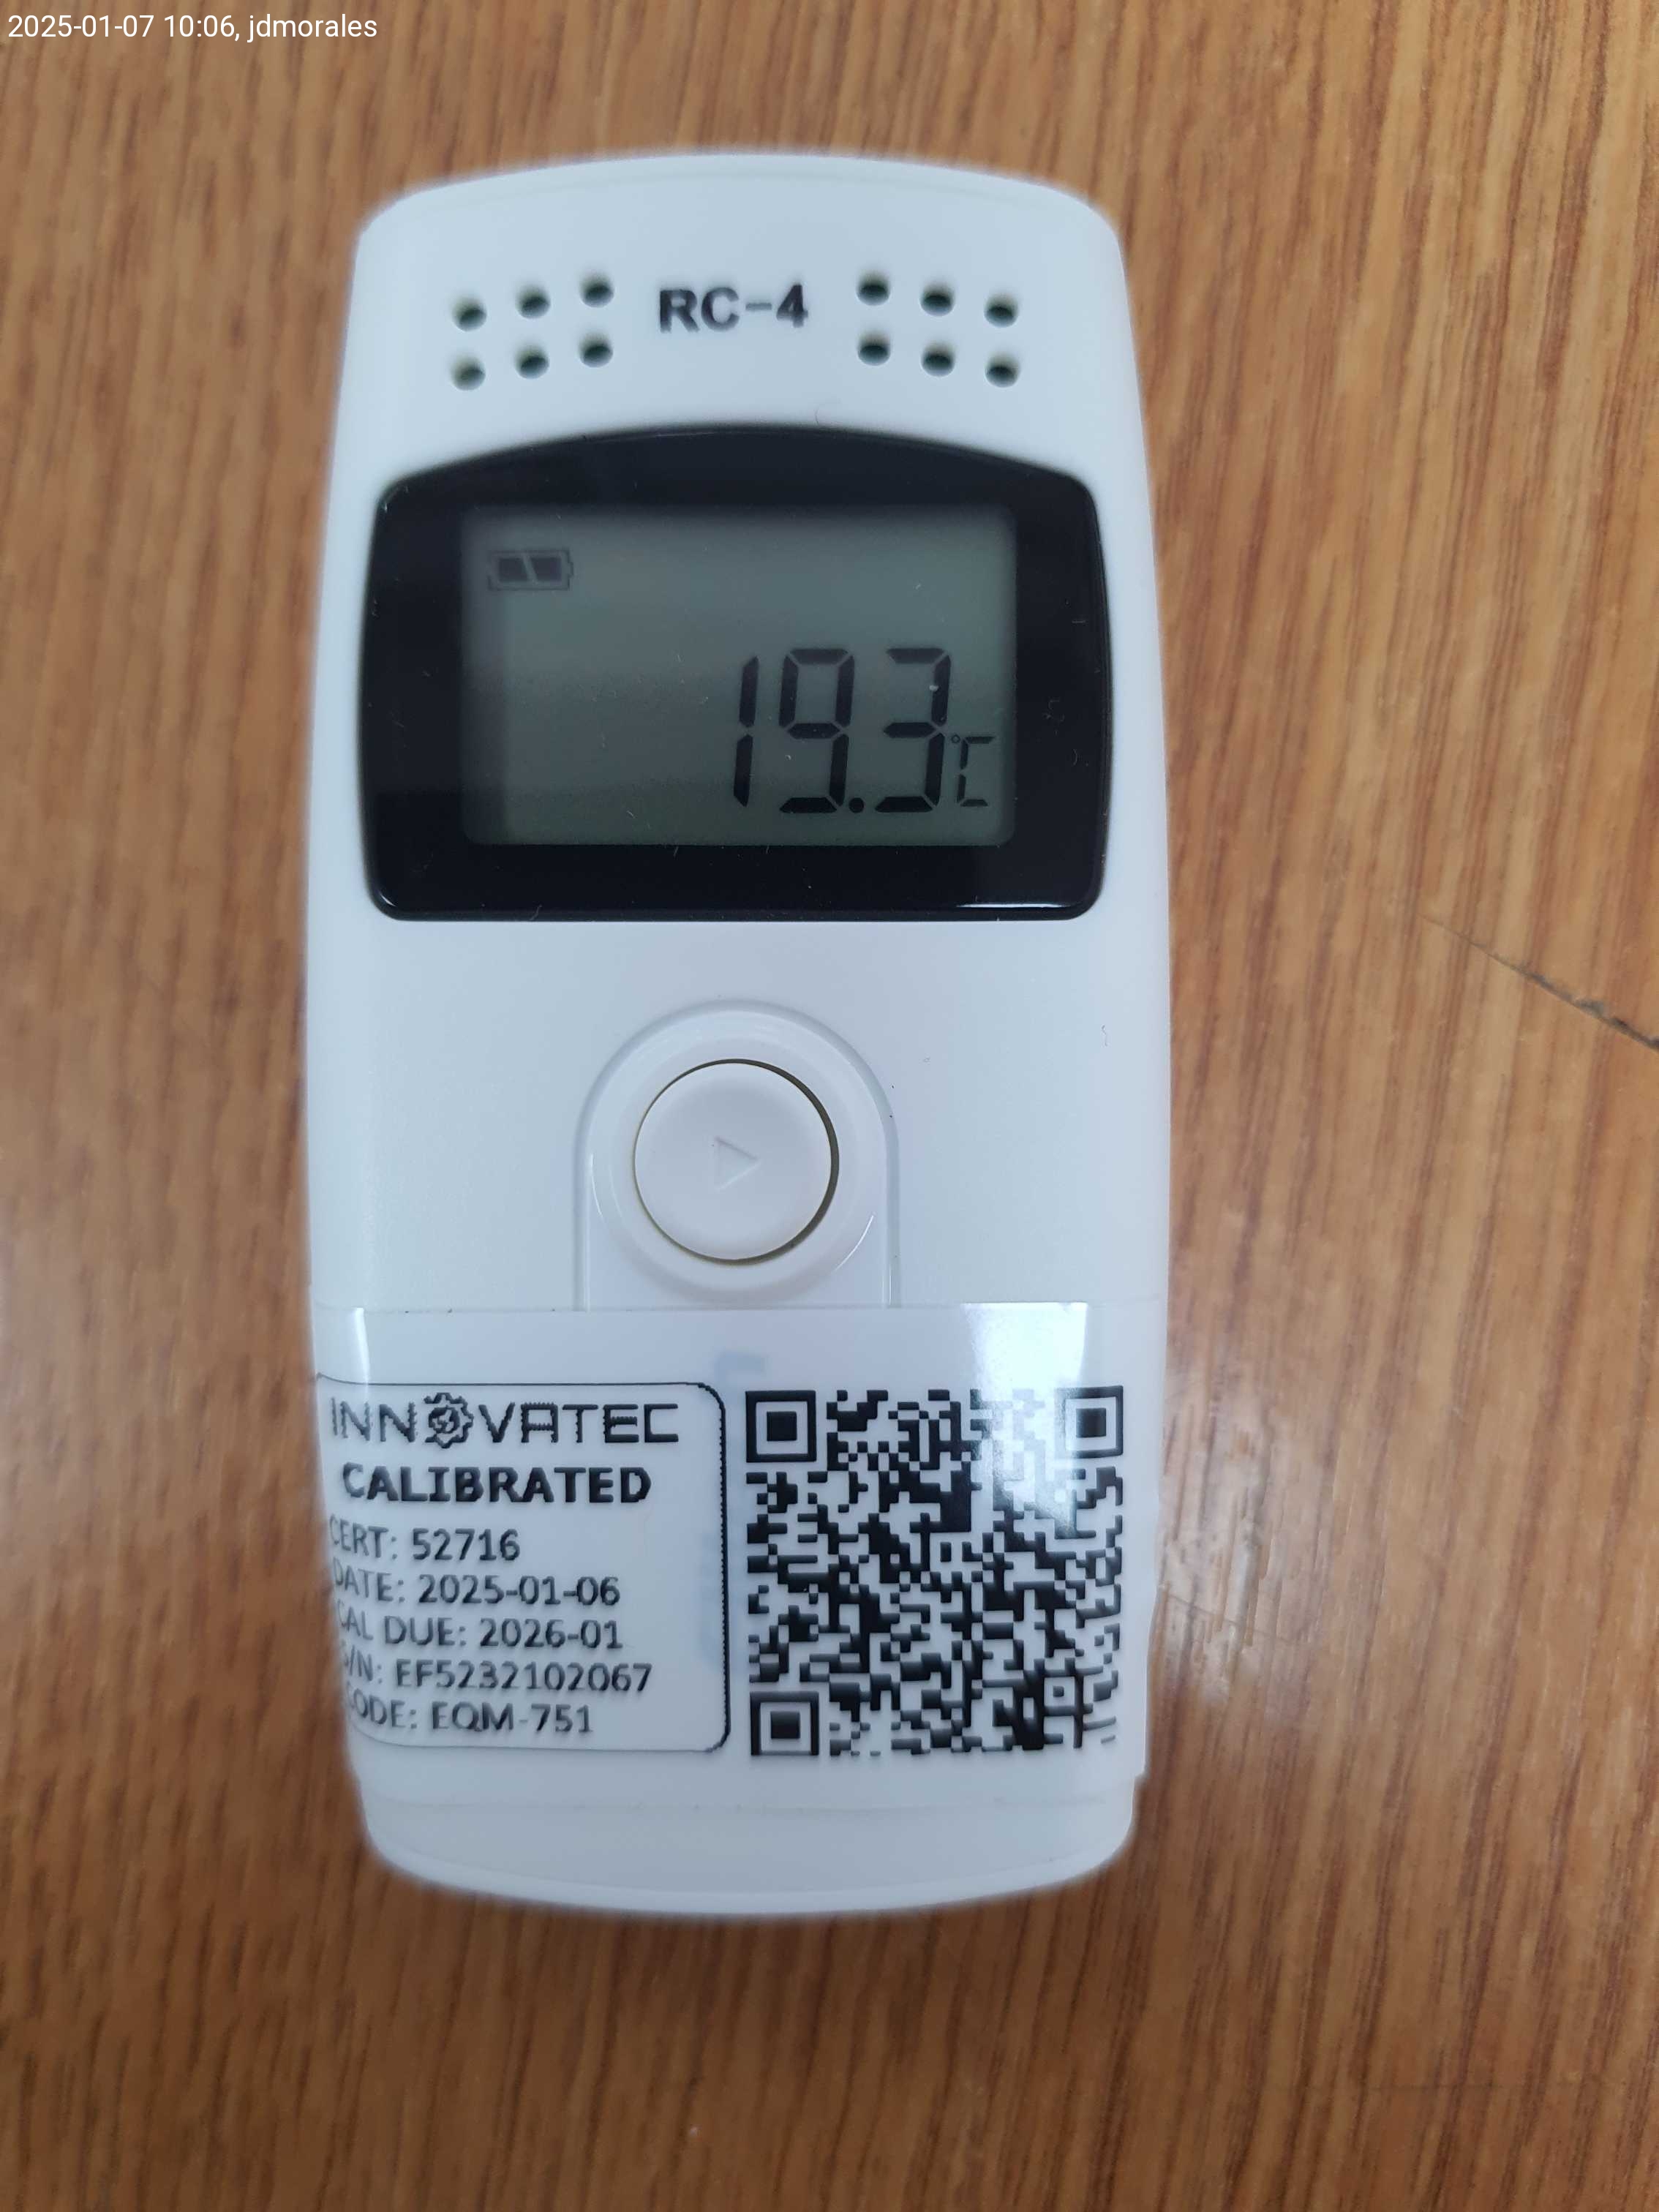 2025-01-07 10:06, jdmorales
RC-4
19.3°C
INNOVATEC
CALIBRATED
CERT: 52716
DATE: 2025-01-06
CAL DUE: 2026-01
S/N: EF5232102067
CODE: EQM-751